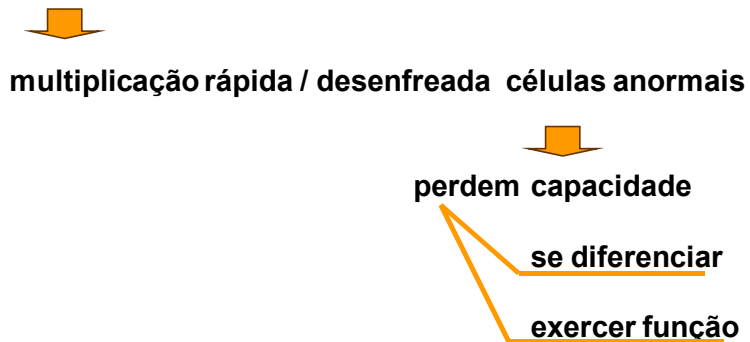 multiplicação rápida / desenfreada células anormais
perdem capacidade
se diferenciar
exercer função